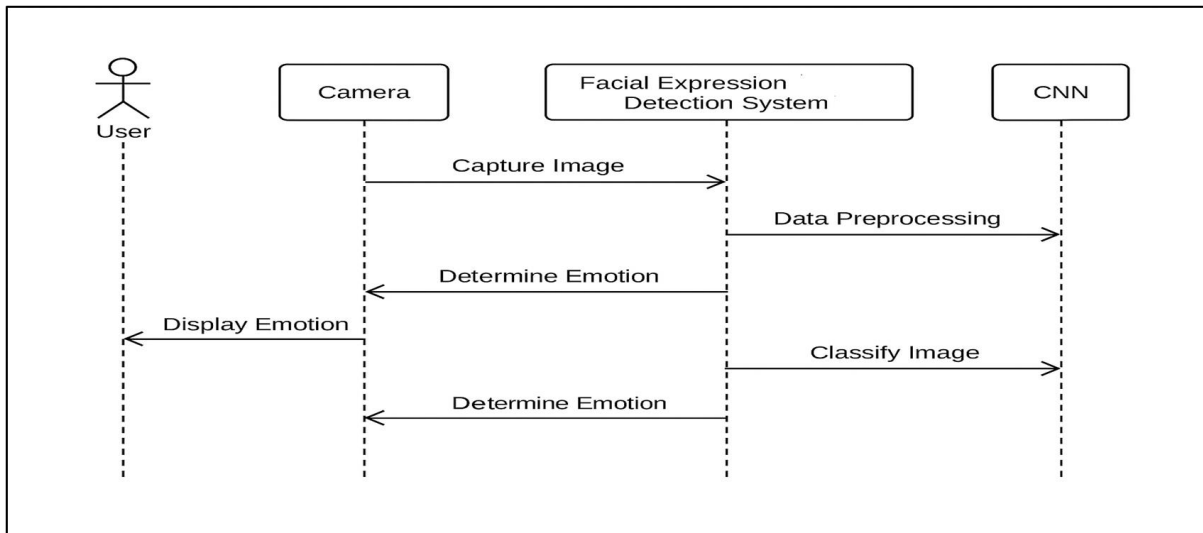 User
Camera
Facial Expression
Detection System
CNN
Capture Image
Data Preprocessing
Determine Emotion
Display Emotion
Classify Image
Determine Emotion